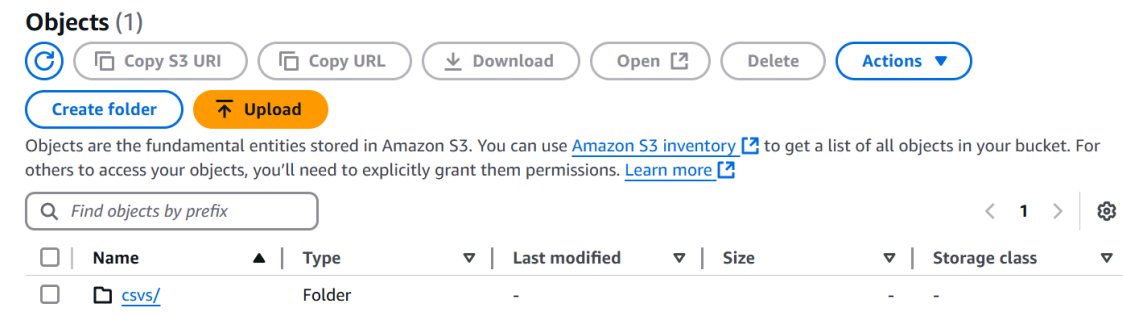 Objects (1)
Copy S3 URI Copy URL Download Open Delete Actions
Create folder Upload
Objects are the fundamental entities stored in Amazon S3. You can use Amazon S3 inventory to get a list of all objects in your bucket. For
others to access your objects, you’ll need to explicitly grant them permissions. Learn more
Find objects by prefix 1
Name Type Last modified Size Storage class
csvs/ Folder - - -